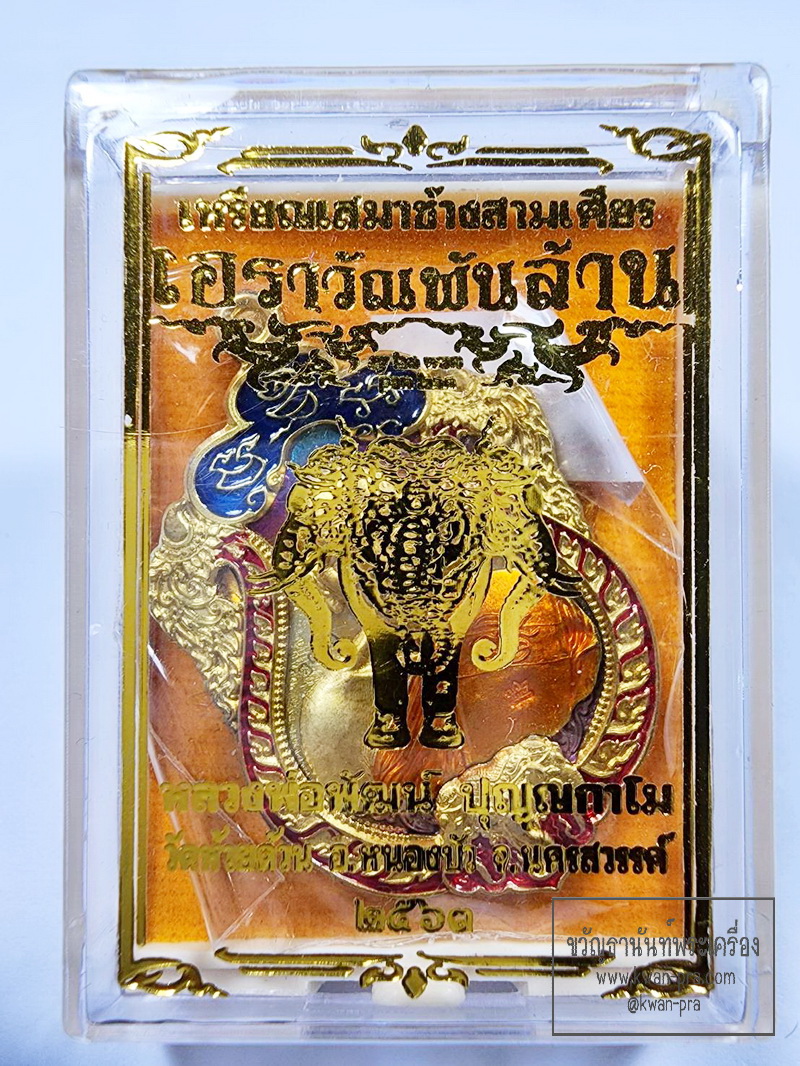 เหรียญเสมาช้างสามเศียร
เอราวัณพันล้าน
หลวงพ่อพัฒน์ ปุญฺญกาโม
วัดห้วยด้วน อ.หนองบัว จ.นครสวรรค์
๒๕๖๓
ขวัญธานันท์พระเครื่อง
www.kwan-pra.com
@kwan-pra